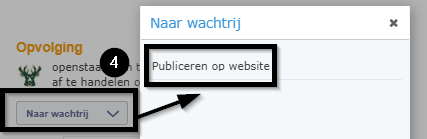 Naar wachtrij ×
Opvolging
4
openstaan
af te handelen o
Publiceren op website
Naar wachtrij